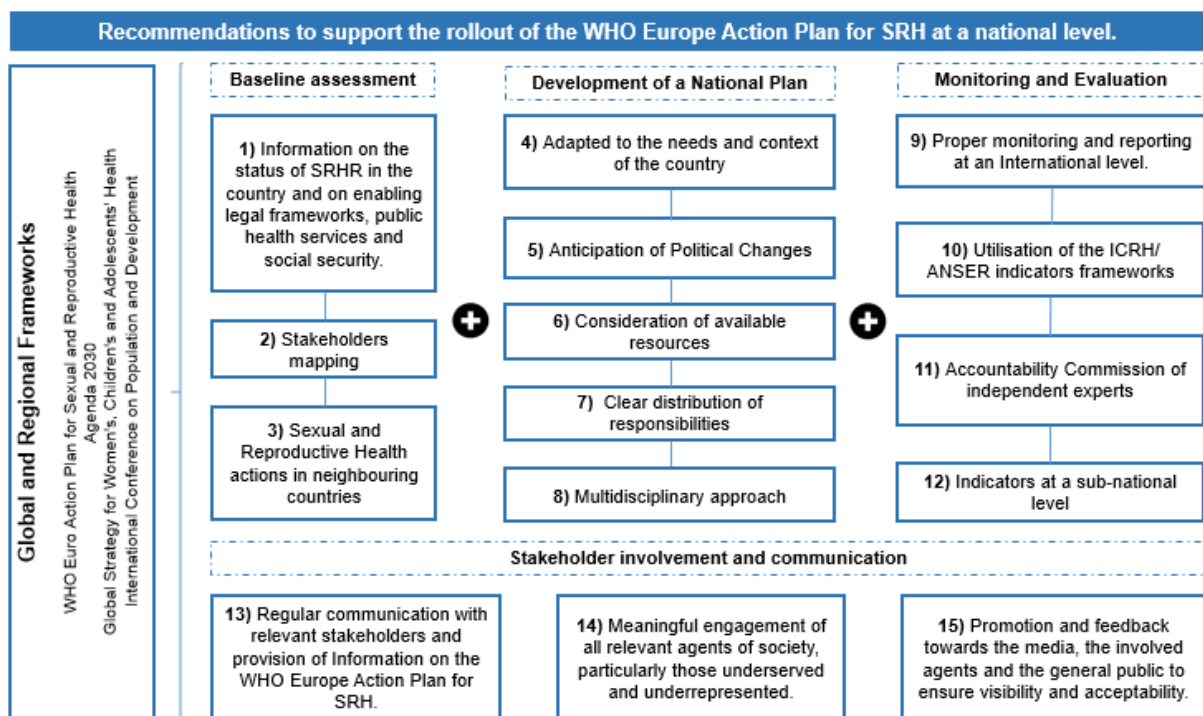 Recommendations to support the rollout of the WHO Europe Action Plan for SRH at a national level.
Global and Regional Frameworks
WHO Euro Action Plan for Sexual and Reproductive Health
Agenda 2030
Global Strategy for Women's, Children's and Adolescents' Health
International Conference on Population and Development
Baseline assessment
1) Information on the
status of SRHR in the
country and on enabling
legal frameworks, public
health services and
social security.
2) Stakeholders
mapping
3) Sexual and
Reproductive Health
actions in neighbouring
countries
Development of a National Plan
4) Adapted to the needs and context
of the country
5) Anticipation of Political Changes
6) Consideration of available
resources
7) Clear distribution of
responsibilities
8) Multidisciplinary approach
Monitoring and Evaluation
9) Proper monitoring and reporting
at an International level.
10) Utilisation of the ICRH/
ANSER indicators frameworks
11) Accountability Commission of
independent experts
12) Indicators at a sub-national
level
Stakeholder involvement and communication
13) Regular communication with
relevant stakeholders and
provision of Information on the
WHO Europe Action Plan for
SRH.
14) Meaningful engagement of
all relevant agents of society,
particularly those underserved
and underrepresented.
15) Promotion and feedback
towards the media, the involved
agents and the general public to
ensure visibility and acceptability.